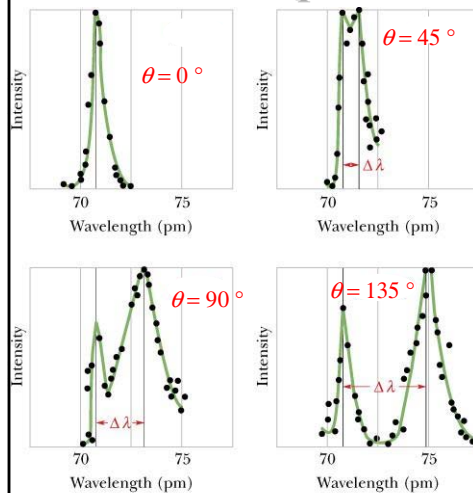 Intensity
θ = 0 °
70
75
Wavelength (pm)
Intensity
θ = 45 °
Δλ
70
75
Wavelength (pm)
Intensity
θ = 90 °
Δλ
70
75
Wavelength (pm)
Intensity
θ = 135 °
Δλ
70
75
Wavelength (pm)